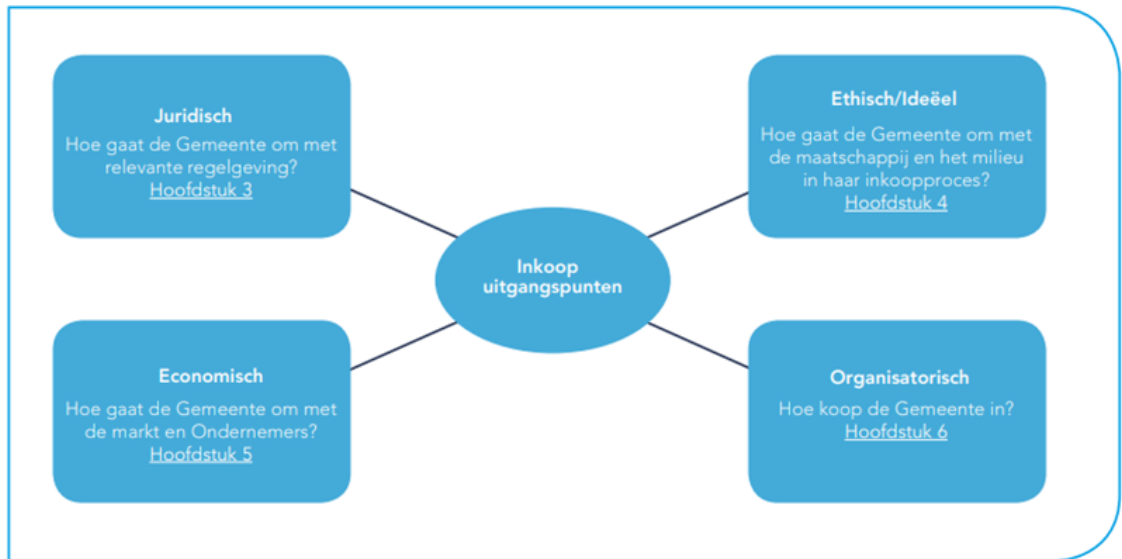 Juridisch
Hoe gaat de Gemeente om met
relevante regelgeving?
Hoofdstuk 3
Ethisch/Ideëel
Hoe gaat de Gemeente om met
de maatschappij en het milieu
in haar inkoopproces?
Hoofdstuk 4
Inkoop
uitgangspunten
Economisch
Hoe gaat de Gemeente om met
de markt en Ondernemers?
Hoofdstuk 5
Organisatorisch
Hoe koop de Gemeente in?
Hoofdstuk 6